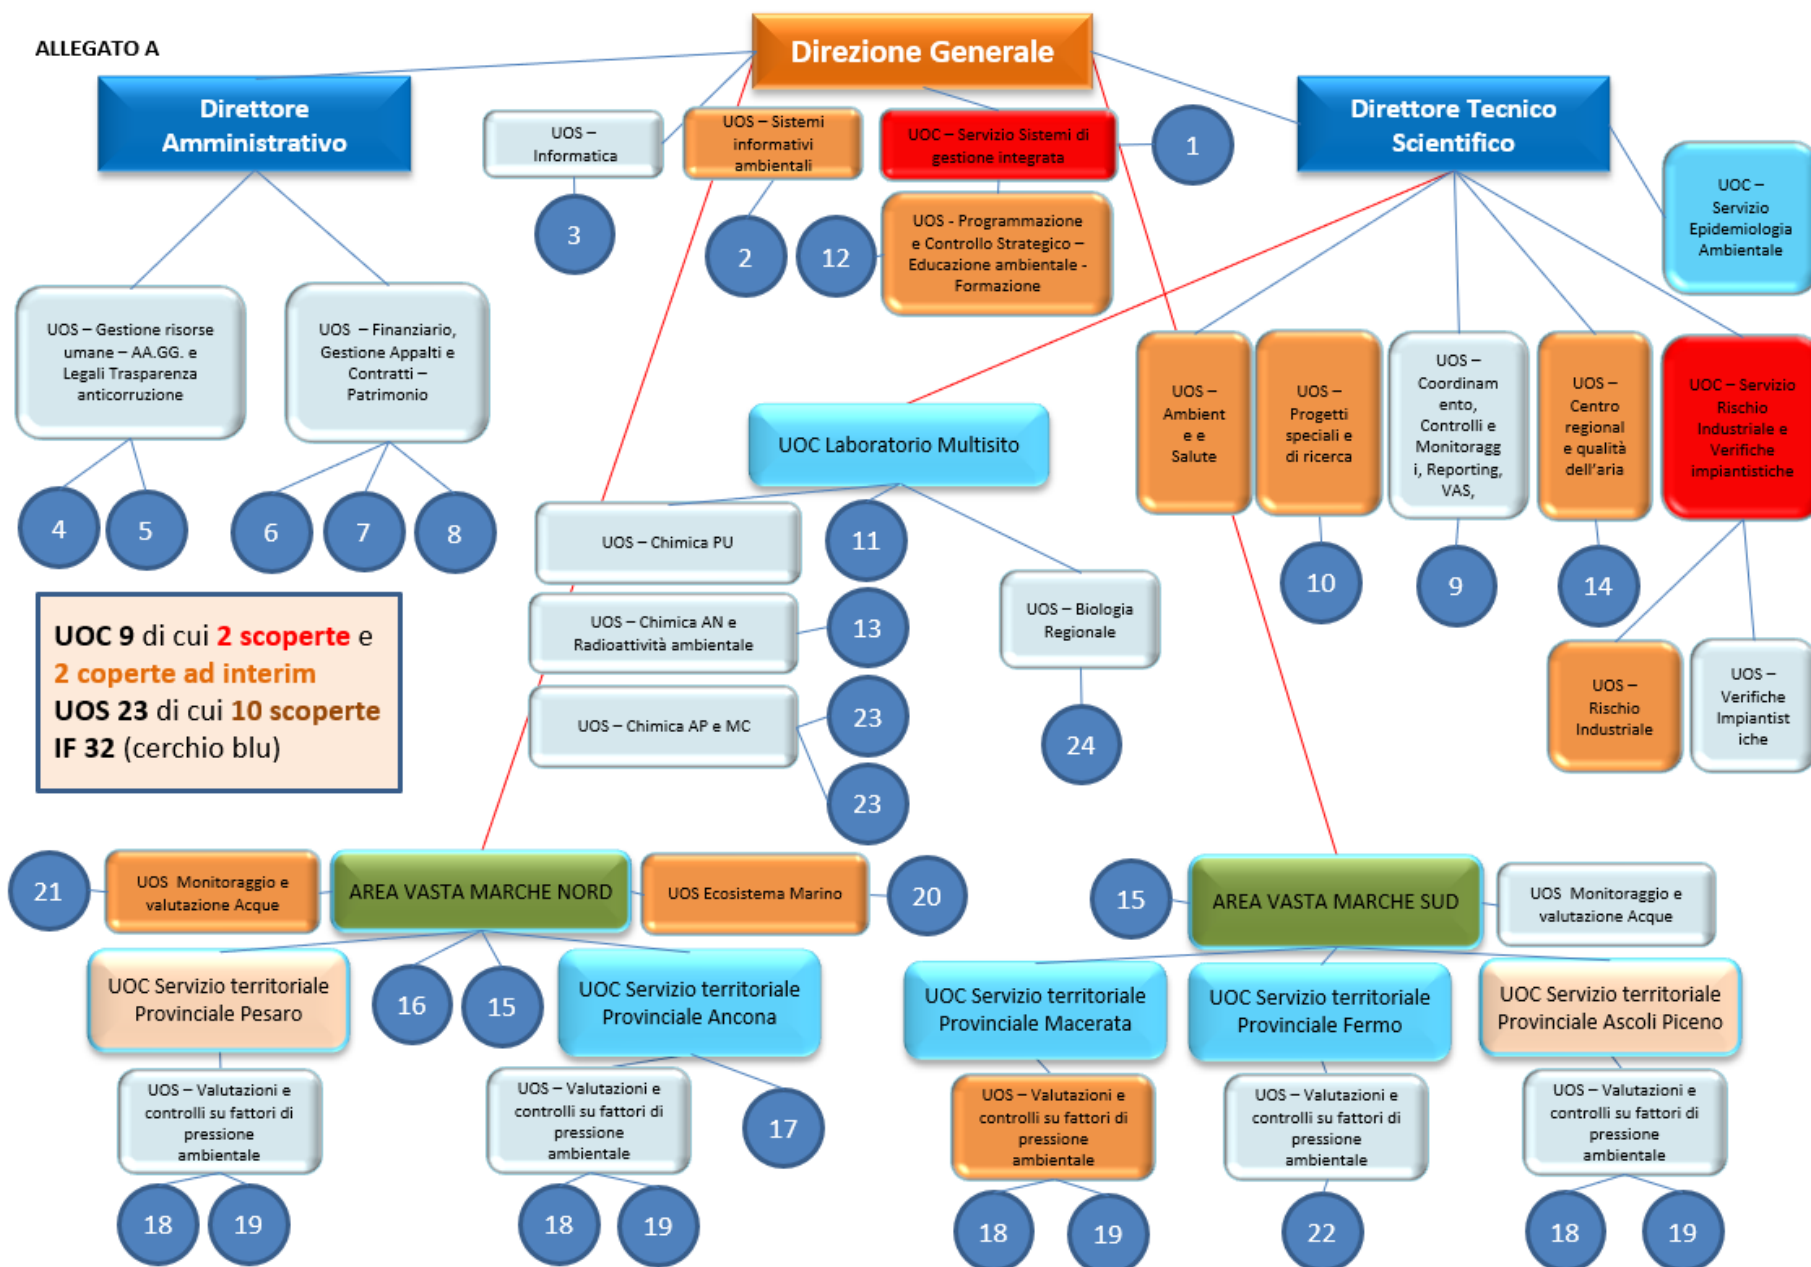 ALLEGATO A
Direzione Generale
Direttore
Amministrativo
UOS –
Informatica
UOS – Sistemi
informativi
ambientali
UOC – Servizio Sistemi di
gestione integrata
1
Direttore Tecnico
Scientifico
UOC –
Servizio
Epidemiologia
Ambientale
3
2
12
UOS - Programmazione
e Controllo Strategico –
Educazione ambientale -
Formazione
UOS – Gestione risorse
umane – AA.GG. e
Legali Trasparenza
anticorruzione
UOS – Finanziario,
Gestione Appalti e
Contratti –
Patrimonio
4
5
6
7
8
UOS –
Ambient
e e
Salute
UOS –
Progetti
speciali e
di ricerca
UOS –
Coordinam
ento,
Controlli e
Monitoragg
i, Reporting,
VAS,
UOS –
Centro
regional
e qualità
dell’aria
UOC – Servizio
Rischio
Industriale e
Verifiche
impiantistiche
10
9
14
UOS –
Rischio
Industriale
UOS –
Verifiche
Impiantist
iche
UOC Laboratorio Multisito
UOS – Chimica PU
11
UOS – Chimica AN e
Radioattività ambientale
13
UOS – Chimica AP e MC
23
23
UOS – Biologia
Regionale
24
UOC 9 di cui 2 scoperte e
2 coperte ad interim
UOS 23 di cui 10 scoperte
IF 32 (cerchio blu)
21
UOS Monitoraggio e
valutazione Acque
AREA VASTA MARCHE NORD
UOS Ecosistema Marino
20
15
AREA VASTA MARCHE SUD
UOS Monitoraggio e
valutazione Acque
UOC Servizio territoriale
Provinciale Pesaro
16
15
UOC Servizio territoriale
Provinciale Ancona
UOC Servizio territoriale
Provinciale Macerata
UOC Servizio territoriale
Provinciale Fermo
UOC Servizio territoriale
Provinciale Ascoli Piceno
UOS – Valutazioni e
controlli su fattori di
pressione
ambientale
UOS – Valutazioni e
controlli su fattori di
pressione
ambientale
17
UOS – Valutazioni e
controlli su fattori di
pressione
ambientale
UOS – Valutazioni e
controlli su fattori di
pressione
ambientale
UOS – Valutazioni e
controlli su fattori di
pressione
ambientale
18
19
18
19
18
19
22
18
19